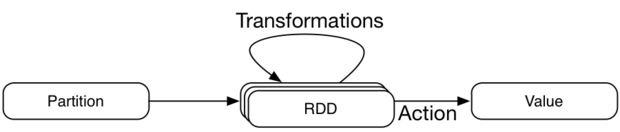 Transformations
Partition
RDD
Action
Value